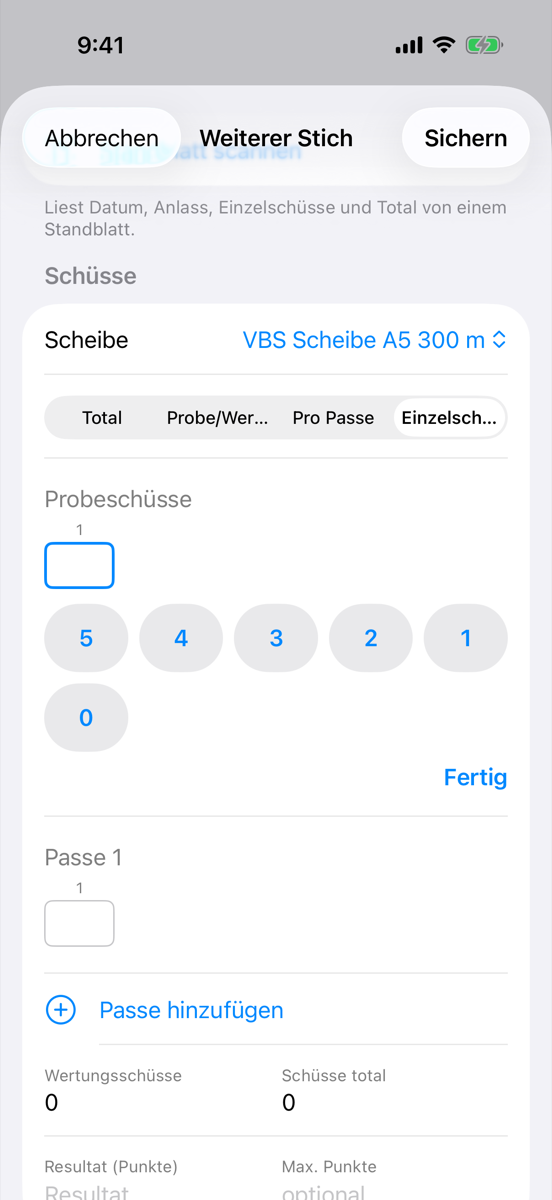 9:41
Abbrechen
Weiterer Stich
Sichern
Liest Datum, Anlass, Einzelschüsse und Total von einem
Standblatt.
Schüsse
Scheibe
VBS Scheibe A5 300 m
Total
Probe/Wer...
Pro Passe
Einzelsch...
Probeschüsse
1
5
4
3
2
1
0
Fertig
Passe 1
1
Passe hinzufügen
Wertungsschüsse
Schüsse total
0
0
Resultat (Punkte)
Max. Punkte
Resultat
optional